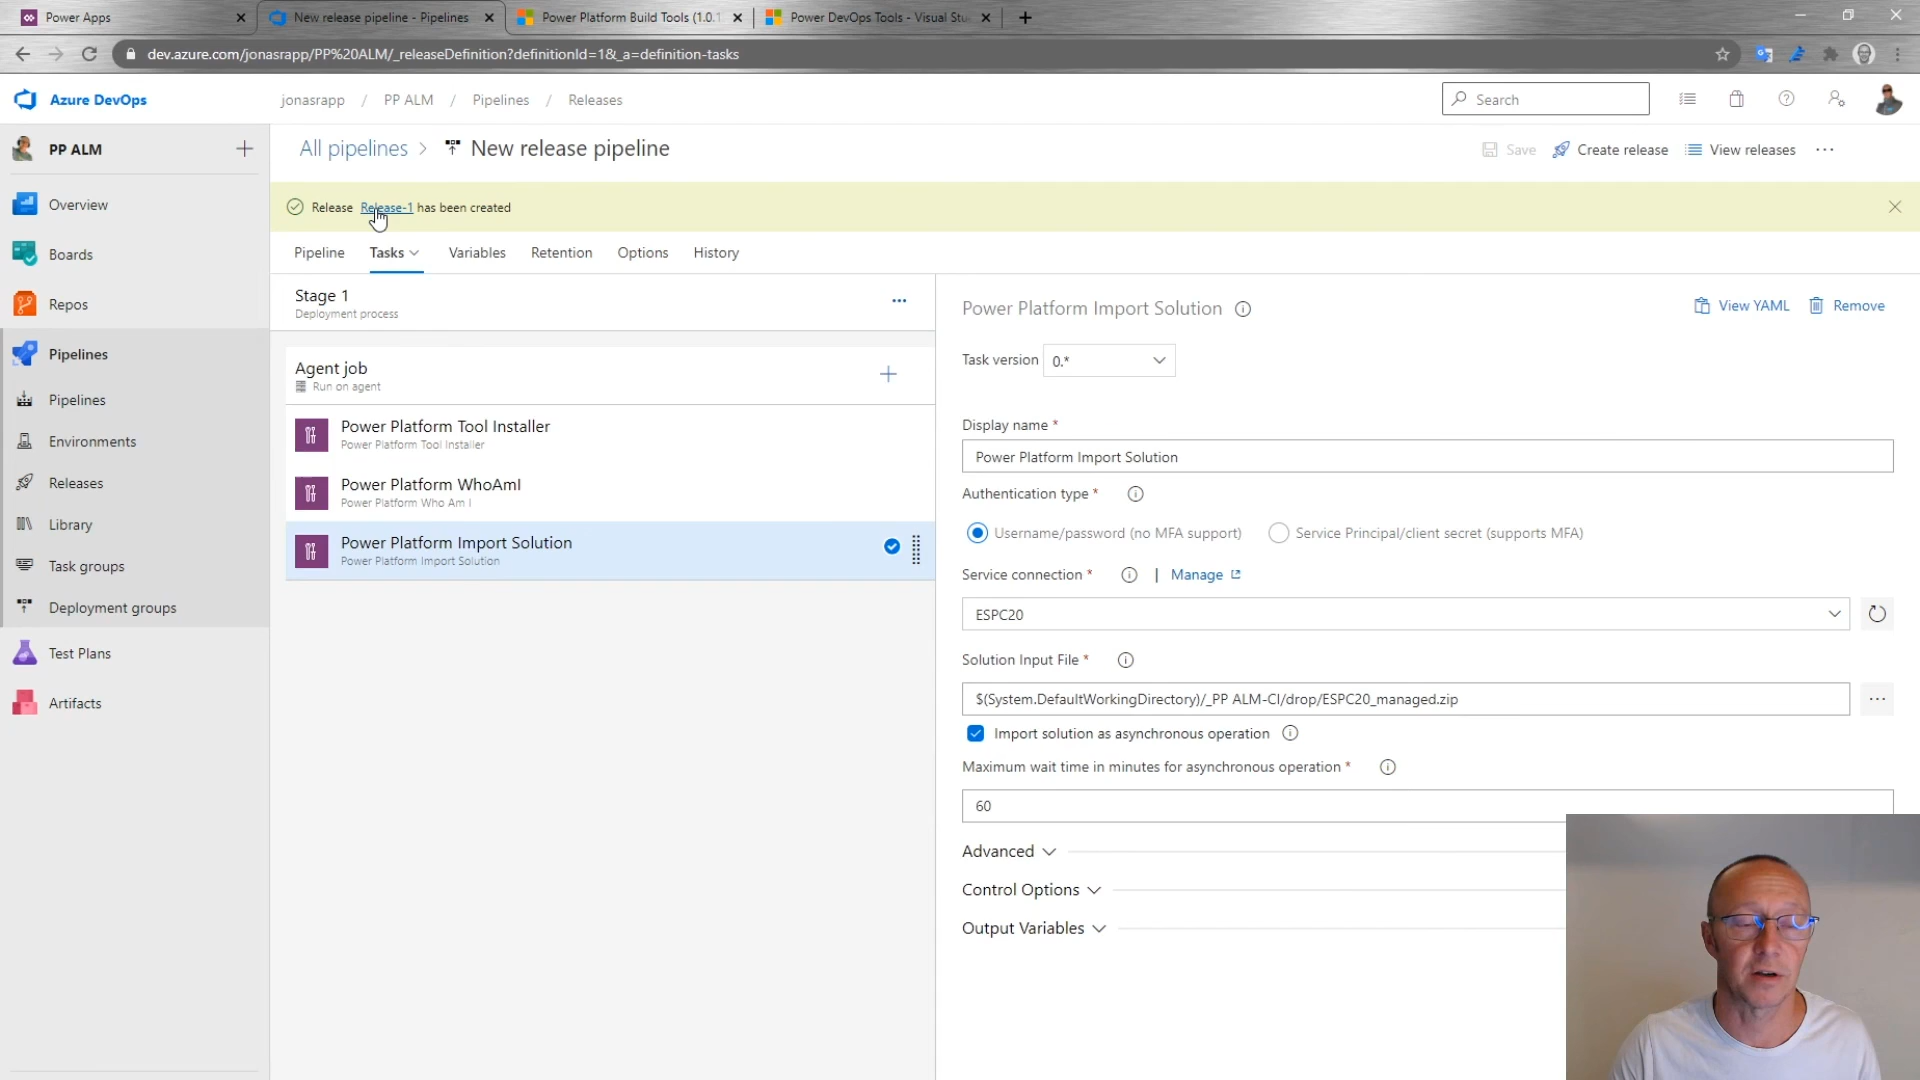 Power Apps
New release pipeline - Pipelines
Power Platform Build Tools (1.0.1
Power DevOps Tools - Visual Stu
dev.azure.com/jonasrapp/PP%20ALM/_releaseDefinition?definitionId=1&_a=definition-tasks
Azure DevOps
jonasrapp / PP ALM / Pipelines / Releases
Search
PP ALM
All pipelines > New release pipeline
Save
Create release
View releases
Release Release-1 has been created
Overview
Boards
Repos
Pipelines
Pipelines
Environments
Releases
Library
Task groups
Deployment groups
Test Plans
Artifacts
Pipeline
Tasks
Variables
Retention
Options
History
Stage 1
Deployment process
Agent job
Run on agent
Power Platform Tool Installer
Power Platform Tool Installer
Power Platform WhoAmI
Power Platform Who Am I
Power Platform Import Solution
Power Platform Import Solution
Power Platform Import Solution
View YAML
Remove
Task version 0.*
Display name *
Power Platform Import Solution
Authentication type *
Username/password (no MFA support)
Service Principal/client secret (supports MFA)
Service connection * | Manage
ESPC20
Solution Input File *
$(System.DefaultWorkingDirectory)/_PP ALM-CI/drop/ESPC20_managed.zip
Import solution as asynchronous operation
Maximum wait time in minutes for asynchronous operation *
60
Advanced
Control Options
Output Variables